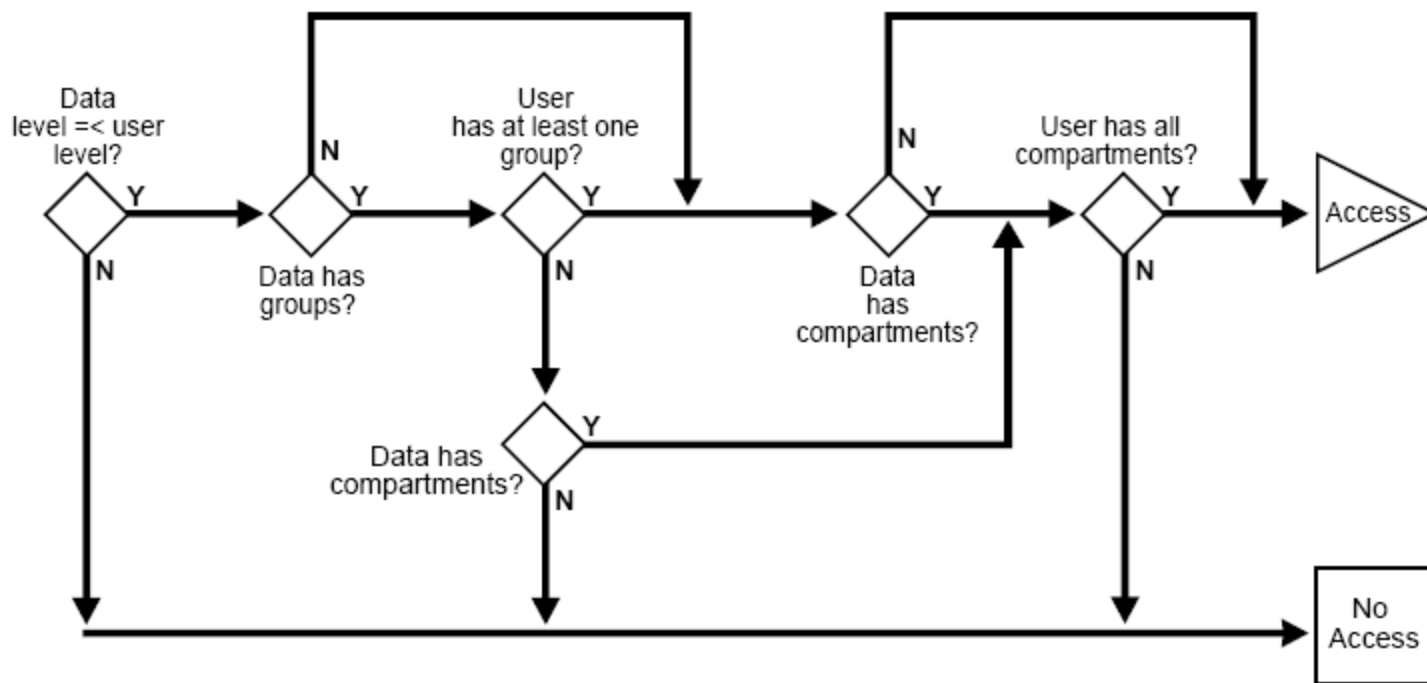 Data
level =< user
level?
Y
N
N
Y
Data has
groups?
User
has at least one
group?
Y
N
Data has
compartments?
Y
N
N
Y
Data
has
compartments?
User has all
compartments?
Y
N
Access
No
Access